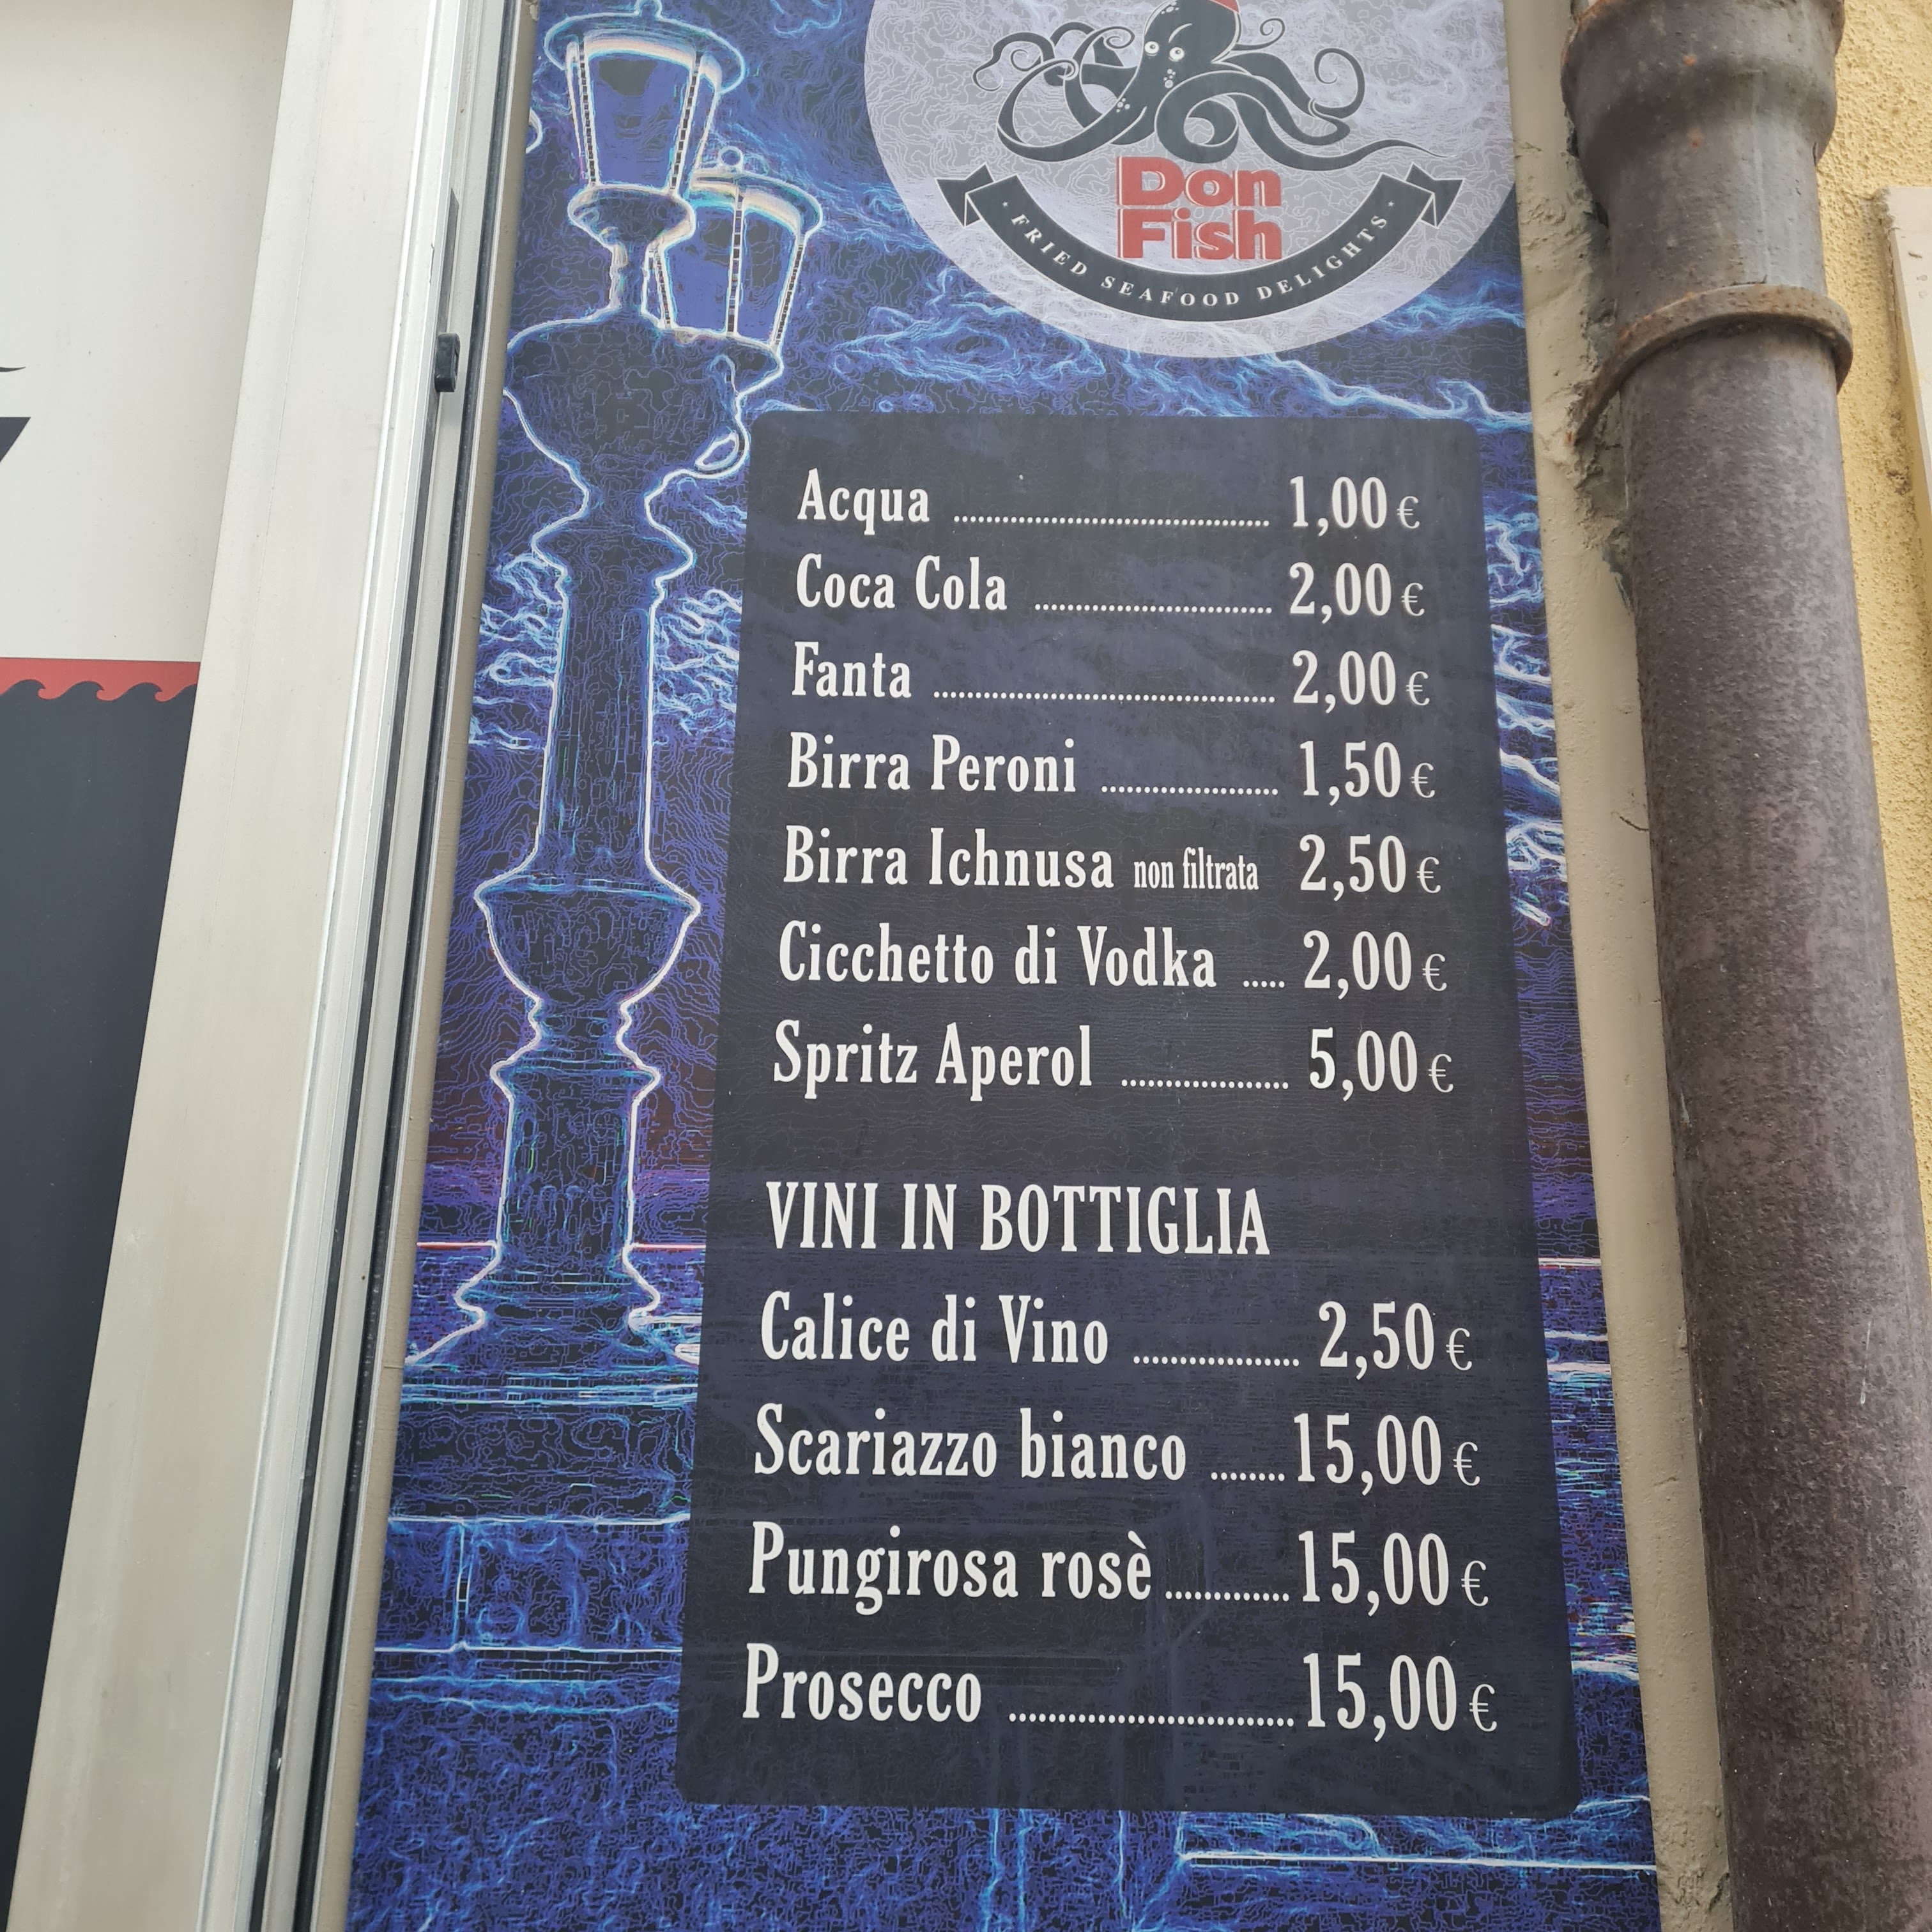 Don
Fish
· FRIED SEAFOOD DELIGHTS ·
Acqua ........ 1,00 €
Coca Cola ........ 2,00 €
Fanta ........ 2,00 €
Birra Peroni ........ 1,50 €
Birra Ichnusa non filtrata 2,50 €
Cicchetto di Vodka ..... 2,00 €
Spritz Aperol ........ 5,00 €
VINI IN BOTTIGLIA
Calice di Vino ........ 2,50 €
Scariazzo bianco ........ 15,00 €
Pungirosa rosè ........ 15,00 €
Prosecco ........ 15,00 €